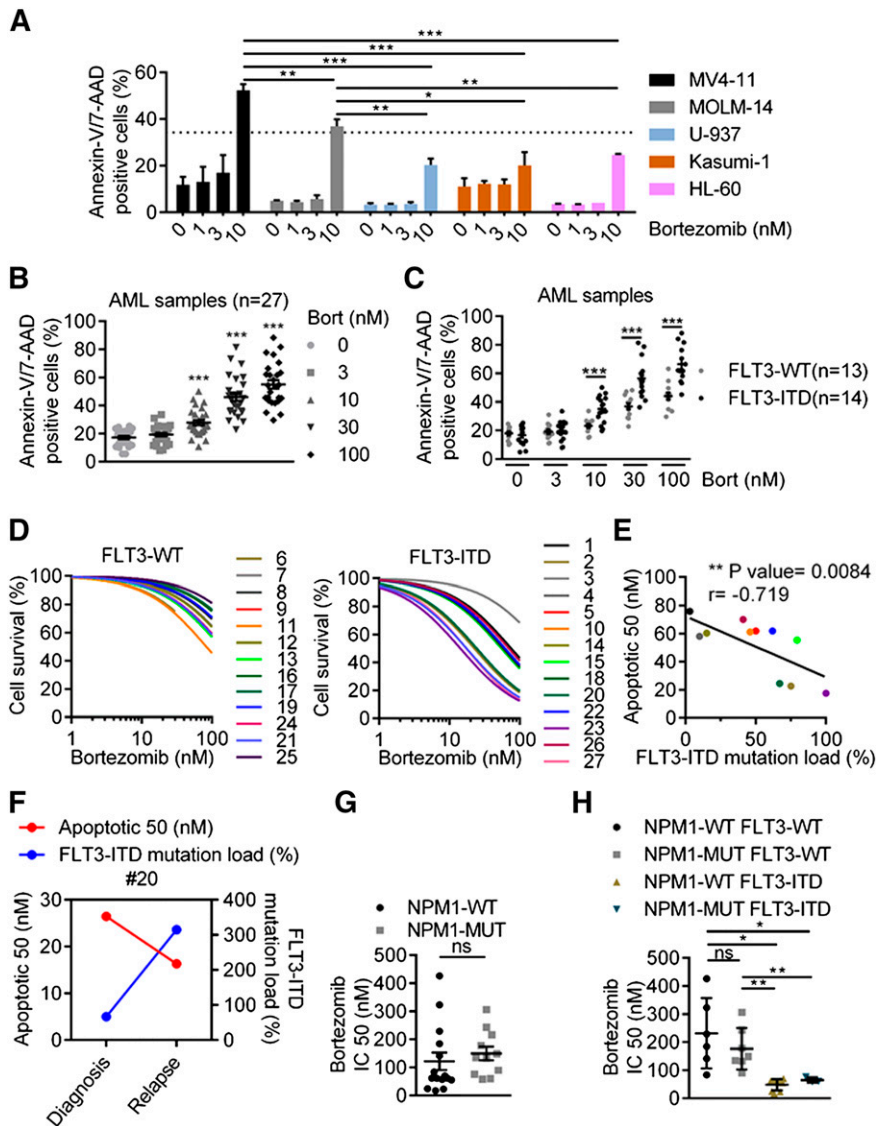 A
Annexin-V/7-AAD
positive cells (%)
60
40
20
0
***
***
***
**
**
*
**
0 1 3 10 0 1 3 10 0 1 3 10 0 1 3 10 0 1 3 10
MV4-11
MOLM-14
U-937
Kasumi-1
HL-60
Bortezomib (nM)
B
AML samples (n=27)
Annexin-V/7-AAD
positive cells (%)
100
80
60
40
20
0
***
***
***
Bort (nM)
0
3
10
30
100
C
AML samples
Annexin-V/7-AAD
positive cells (%)
100
80
60
40
20
0
***
***
***
0 3 10 30 100 Bort (nM)
FLT3-WT(n=13)
FLT3-ITD(n=14)
D
FLT3-WT
Cell survival (%)
100
80
60
40
20
0
1 10 100
Bortezomib (nM)
6
7
8
9
11
12
13
16
17
19
24
21
25
FLT3-ITD
Cell survival (%)
100
80
60
40
20
0
1 10 100
Bortezomib (nM)
1
2
3
4
5
10
14
15
18
20
22
23
26
27
E
Apoptotic 50 (nM)
100
80
60
40
20
0
** P value= 0.0084
r= -0.719
0 50 100
FLT3-ITD mutation load (%)
F
Apoptotic 50 (nM)
FLT3-ITD mutation load (%)
#20
Apoptotic 50 (nM)
30
20
10
0
400
300
200
100
0
FLT3-ITD
mutation load (%)
Diagnosis
Relapse
G
NPM1-WT
NPM1-MUT
ns
Bortezomib
IC 50 (nM)
500
400
300
200
100
0
H
NPM1-WT FLT3-WT
NPM1-MUT FLT3-WT
NPM1-WT FLT3-ITD
NPM1-MUT FLT3-ITD
*
*
ns
**
**
Bortezomib
IC 50 (nM)
500
400
300
200
100
0